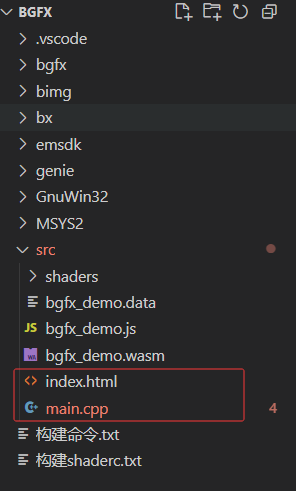 BGFX
.vscode
bgfx
bimg
bx
emsdk
genie
GnuWin32
MSYS2
src
shaders
bgfx_demo.data
JS bgfx_demo.js
WA bgfx_demo.wasm
<> index.html
C++ main.cpp 4
构建命令.txt
构建shaderc.txt